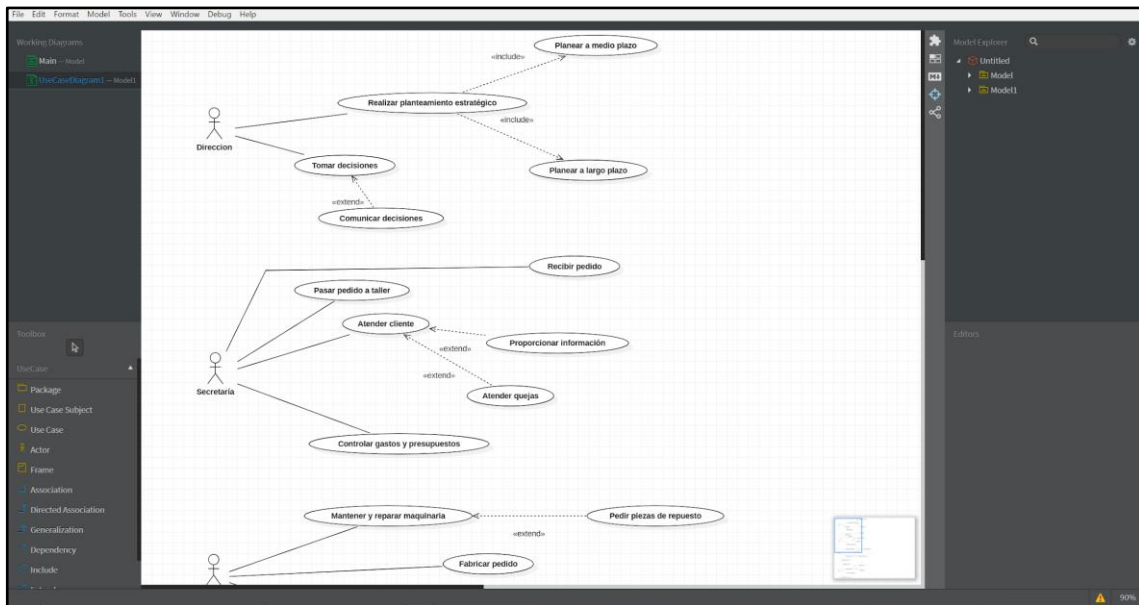 File Edit Format Model Tools View Window Debug Help
Working Diagrams
Main — Model
UseCaseDiagram1 — Model1
Toolbox
UseCase
Package
Use Case Subject
Use Case
Actor
Frame
Association
Directed Association
Generalization
Dependency
Include
Planear a medio plazo
«include»
Realizar planteamiento estratégico
«include»
Direccion
Tomar decisiones
Planear a largo plazo
«extend»
Comunicar decisiones
Recibir pedido
Pasar pedido a taller
Atender cliente
Proporcionar información
«extend»
«extend»
Secretaría
Atender quejas
Controlar gastos y presupuestos
Mantener y reparar maquinaria
Pedir piezas de repuesto
«extend»
Fabricar pedido
Model Explorer
Untitled
Model
Model1
Editors
90%